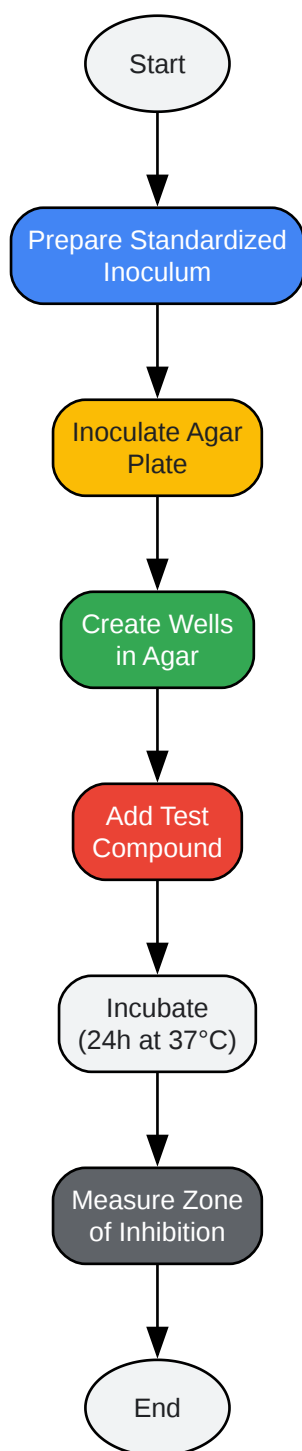 Start
Prepare Standardized
Inoculum
Inoculate Agar
Plate
Create Wells
in Agar
Add Test
Compound
Incubate
(24h at 37°C)
Measure Zone
of Inhibition
End